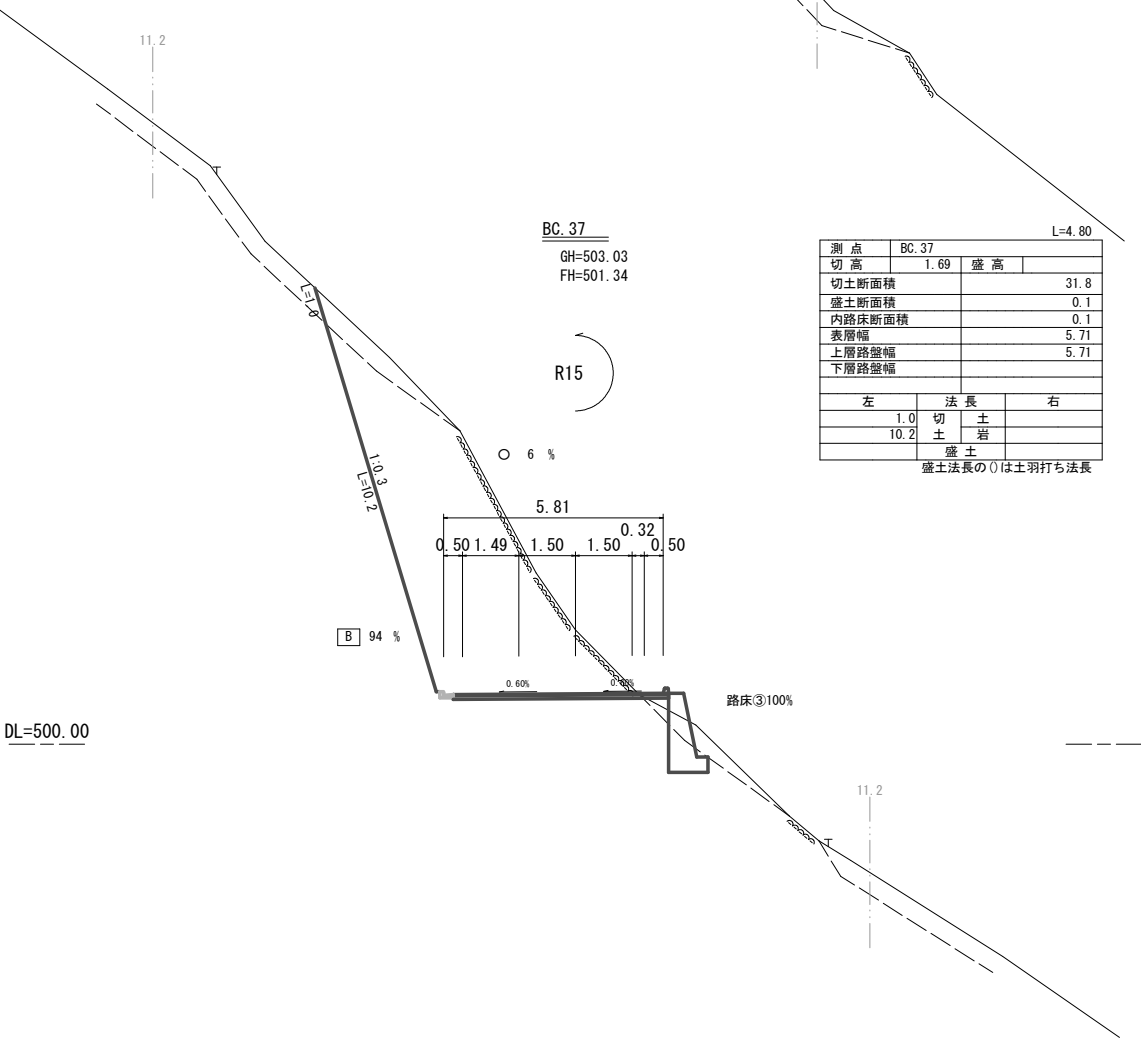 11.2
BC.37
GH=503.03
FH=501.34
L=4.80
測点 BC.37
切高 1.69 盛高
切土断面積 31.8
盛土断面積 0.1
内路床断面積 0.1
表層幅 5.71
上層路盤幅 5.71
下層路盤幅
左 法長 右
1.0 切 土
10.2 土 岩
盛土
盛土法長の()は土羽打ち法長
L=1.0
R15
○ 6 %
1:0.3
L=10.2
5.81
0.32
0.50 1.49 1.50 1.50 0.50
B 94 %
0.60% 0.60%
路床③100%
DL=500.00
11.2